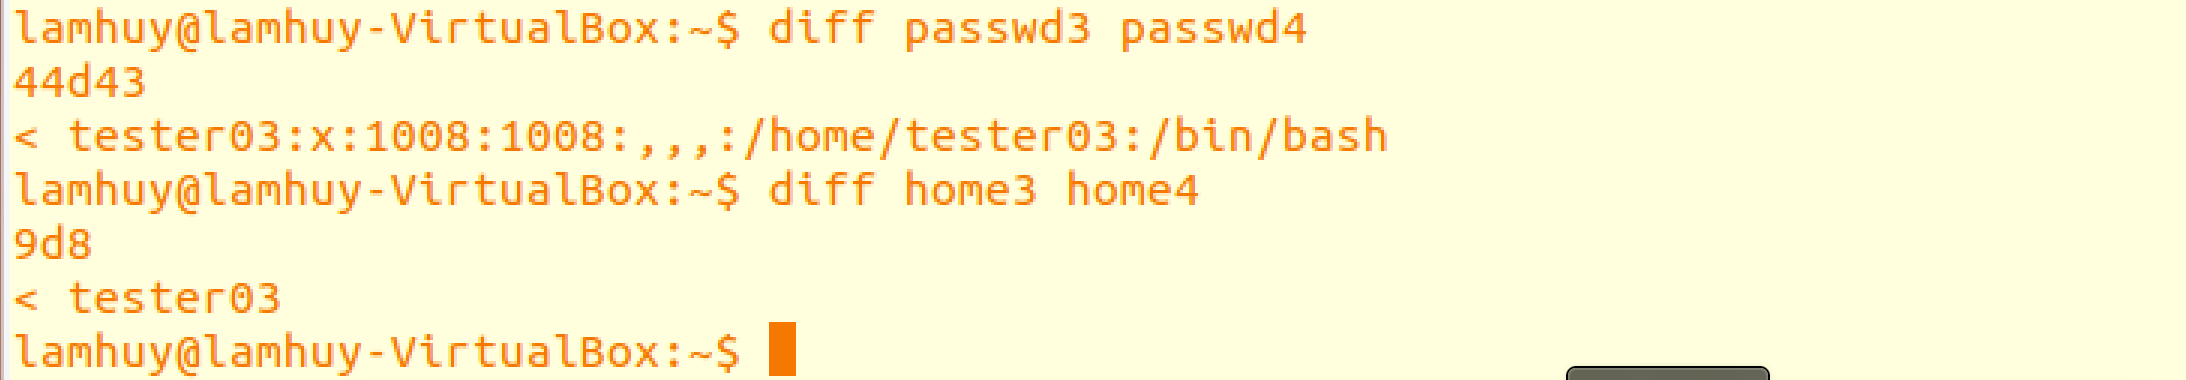 lamhuy@lamhuy-VirtualBox:~$ diff passwd3 passwd4
44d43
< tester03:x:1008:1008:,,,:/home/tester03:/bin/bash
lamhuy@lamhuy-VirtualBox:~$ diff home3 home4
9d8
< tester03
lamhuy@lamhuy-VirtualBox:~$